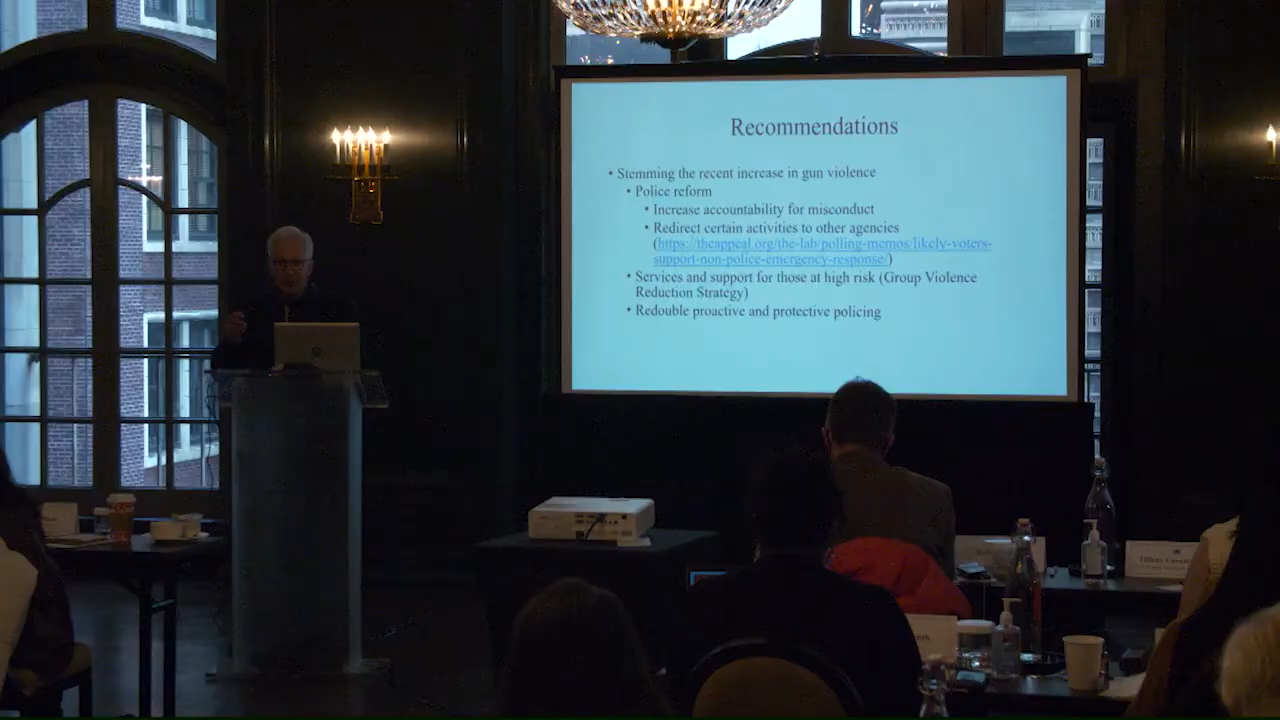 Recommendations
• Stemming the recent increase in gun violence
• Police reform
• Increase accountability for misconduct
• Redirect certain activities to other agencies
(https://theappeal.org/the-lab/polling-memos/likely-voters-
support-non-police-emergency-response/)
• Services and support for those at high risk (Group Violence
Reduction Strategy)
• Redouble proactive and protective policing